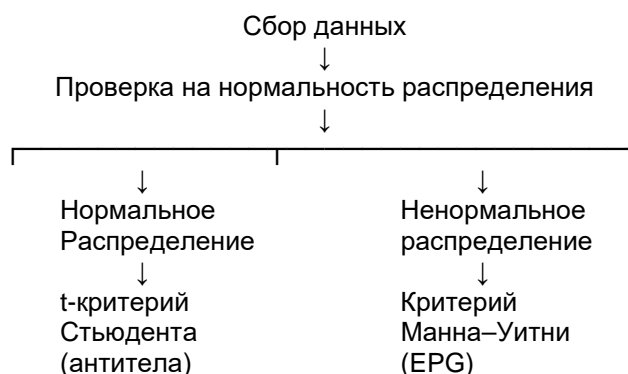 Сбор данных
↓
Проверка на нормальность распределения
↓
↓ ↓
Нормальное Ненормальное
Распределение распределение
↓ ↓
t-критерий Критерий
Стьюдента Манна–Уитни
(антитела) (EPG)